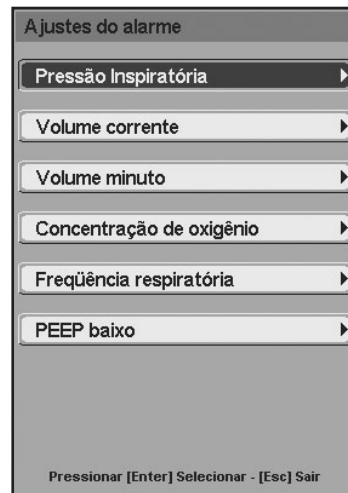 Ajustes do alarme
Pressão Inspiratória
Volume corrente
Volume minuto
Concentração de oxigênio
Freqüência respiratória
PEEP baixo
Pressionar [Enter] Selecionar - [Esc] Sair